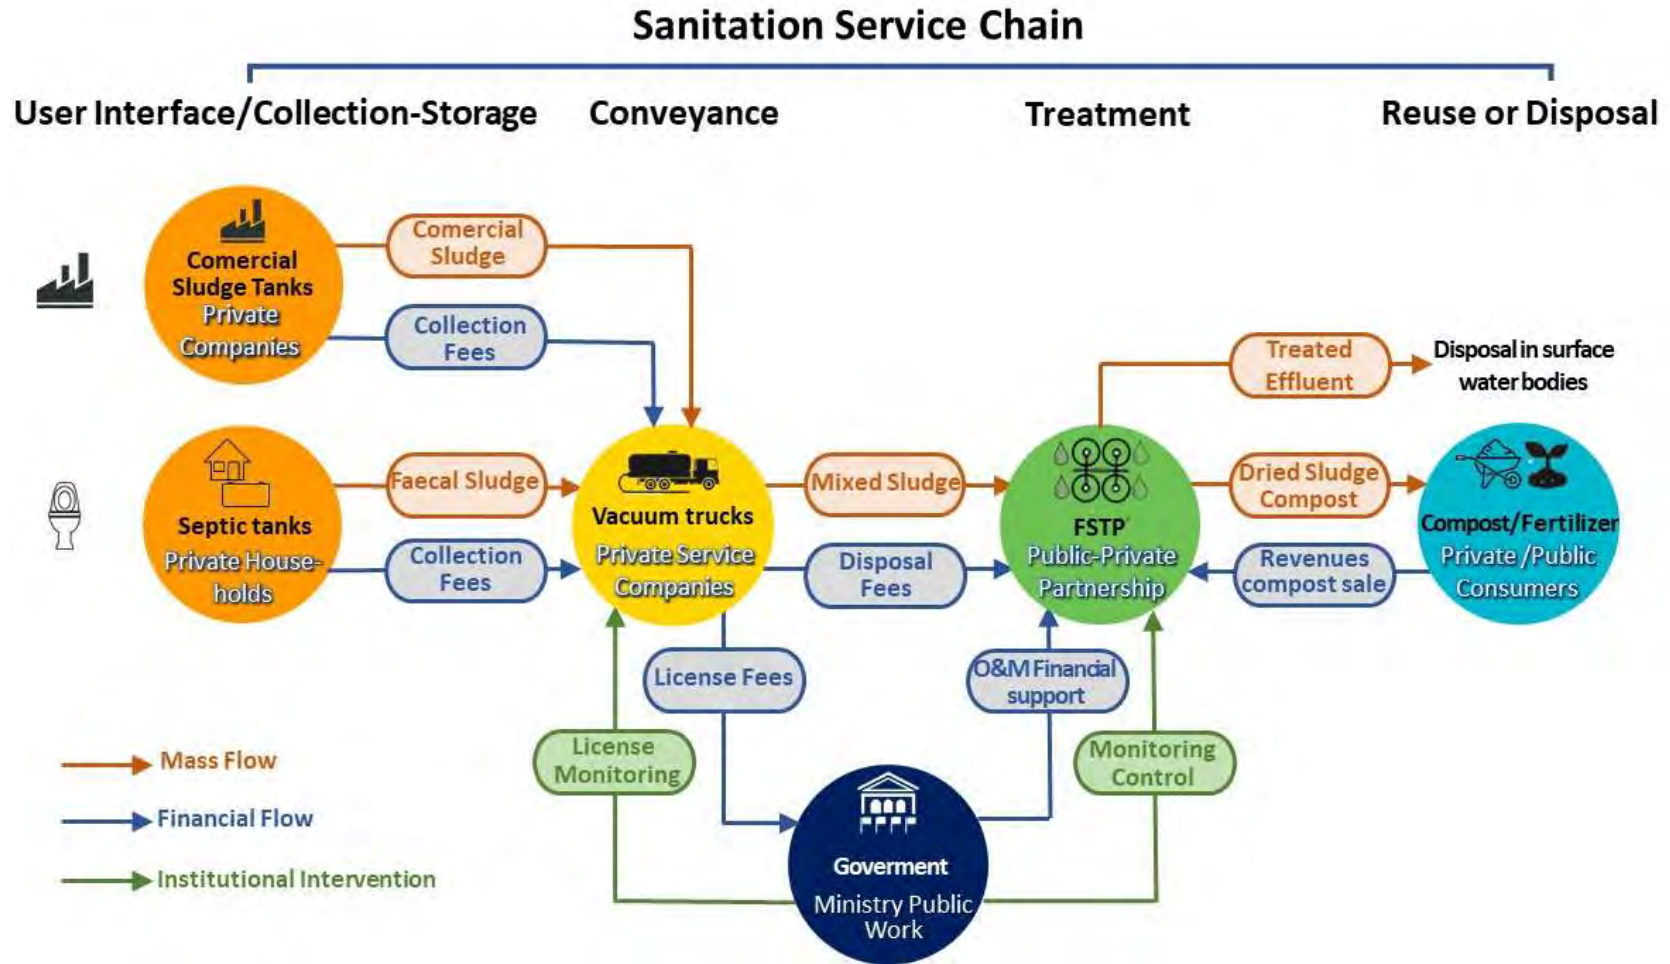 Sanitation Service Chain
User Interface/Collection-Storage
Conveyance
Treatment
Reuse or Disposal
Comercial
Sludge Tanks
Private
Companies
Comercial
Sludge
Collection
Fees
Treated
Effluent
Disposal in surface
water bodies
Septic tanks
Private House-
holds
Faecal Sludge
Collection
Fees
Vacuum trucks
Private Service
Companies
Mixed Sludge
Disposal
Fees
FSTP
Public-Private
Partnership
Dried Sludge
Compost
Revenues
compost sale
Compost/Fertilizer
Private /Public
Consumers
License Fees
O&M Financial
support
License
Monitoring
Monitoring
Control
Goverment
Ministry Public
Work
Mass Flow
Financial Flow
Institutional Intervention